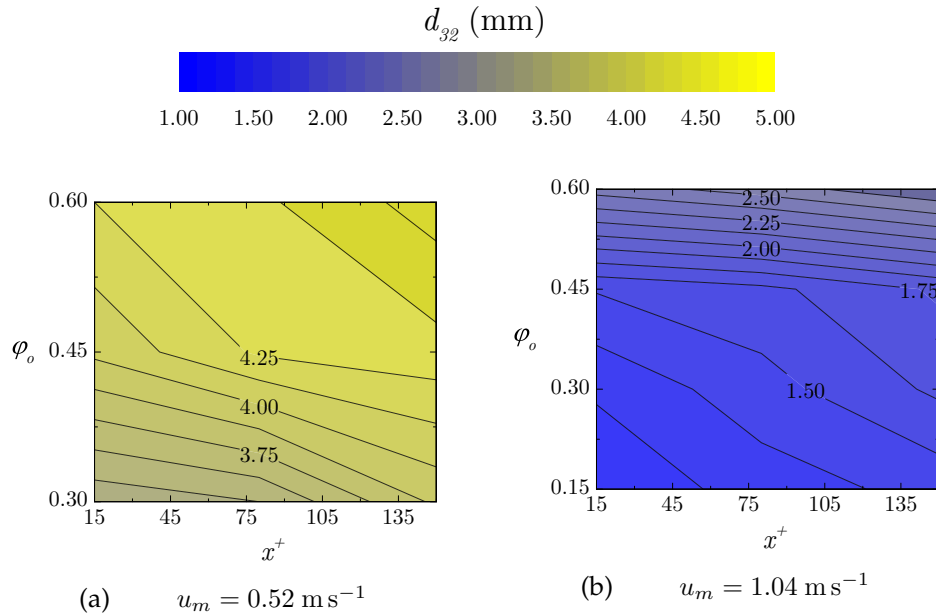 d₃₂ (mm)
1.00 1.50 2.00 2.50 3.00 3.50 4.00 4.50 5.00
0.60
0.45
0.30
φₒ
4.25
4.00
3.75
15 45 75 105 135
x⁺
(a) uₘ = 0.52 m s⁻¹
0.60
0.45
0.30
0.15
φₒ
2.50
2.25
2.00
1.75
1.50
15 45 75 105 135
x⁺
(b) uₘ = 1.04 m s⁻¹